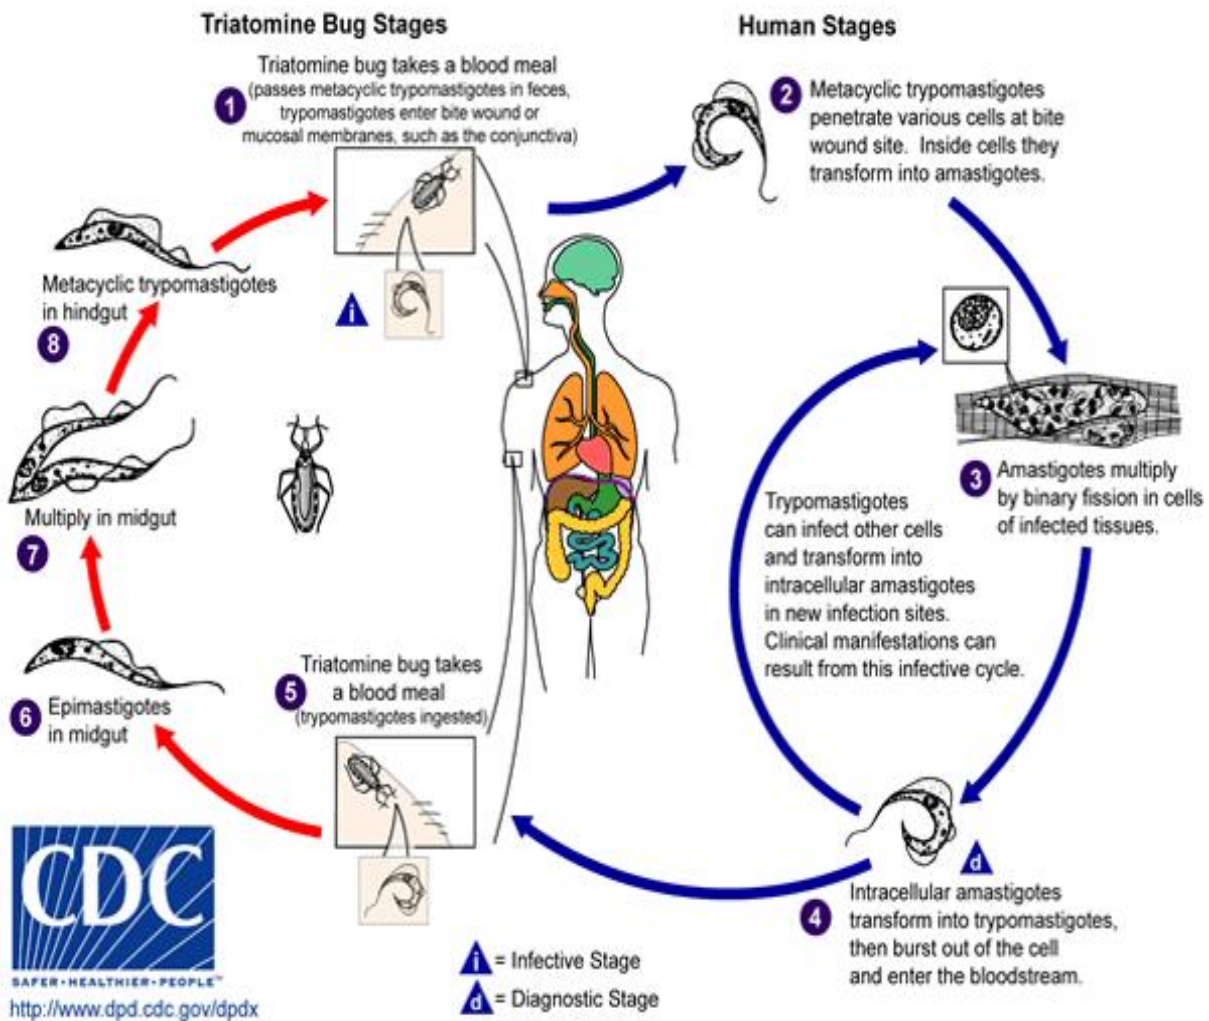 Triatomine Bug Stages
Human Stages
Triatomine bug takes a blood meal
(passes metacyclic trypomastigotes in feces,
trypomastigotes enter bite wound or
mucosal membranes, such as the conjunctiva)
1
2
Metacyclic trypomastigotes
penetrate various cells at bite
wound site. Inside cells they
transform into amastigotes.
Metacyclic trypomastigotes
in hindgut
8
i
3
Amastigotes multiply
by binary fission in cells
of infected tissues.
Trypomastigotes
can infect other cells
and transform into
intracellular amastigotes
in new infection sites.
Clinical manifestations can
result from this infective cycle.
Multiply in midgut
7
Triatomine bug takes
a blood meal
(trypomastigotes ingested)
5
6
Epimastigotes
in midgut
d
4
Intracellular amastigotes
transform into trypomastigotes,
then burst out of the cell
and enter the bloodstream.
i = Infective Stage
d = Diagnostic Stage
CDC
SAFER•HEALTHIER•PEOPLE™
http://www.dpd.cdc.gov/dpdx